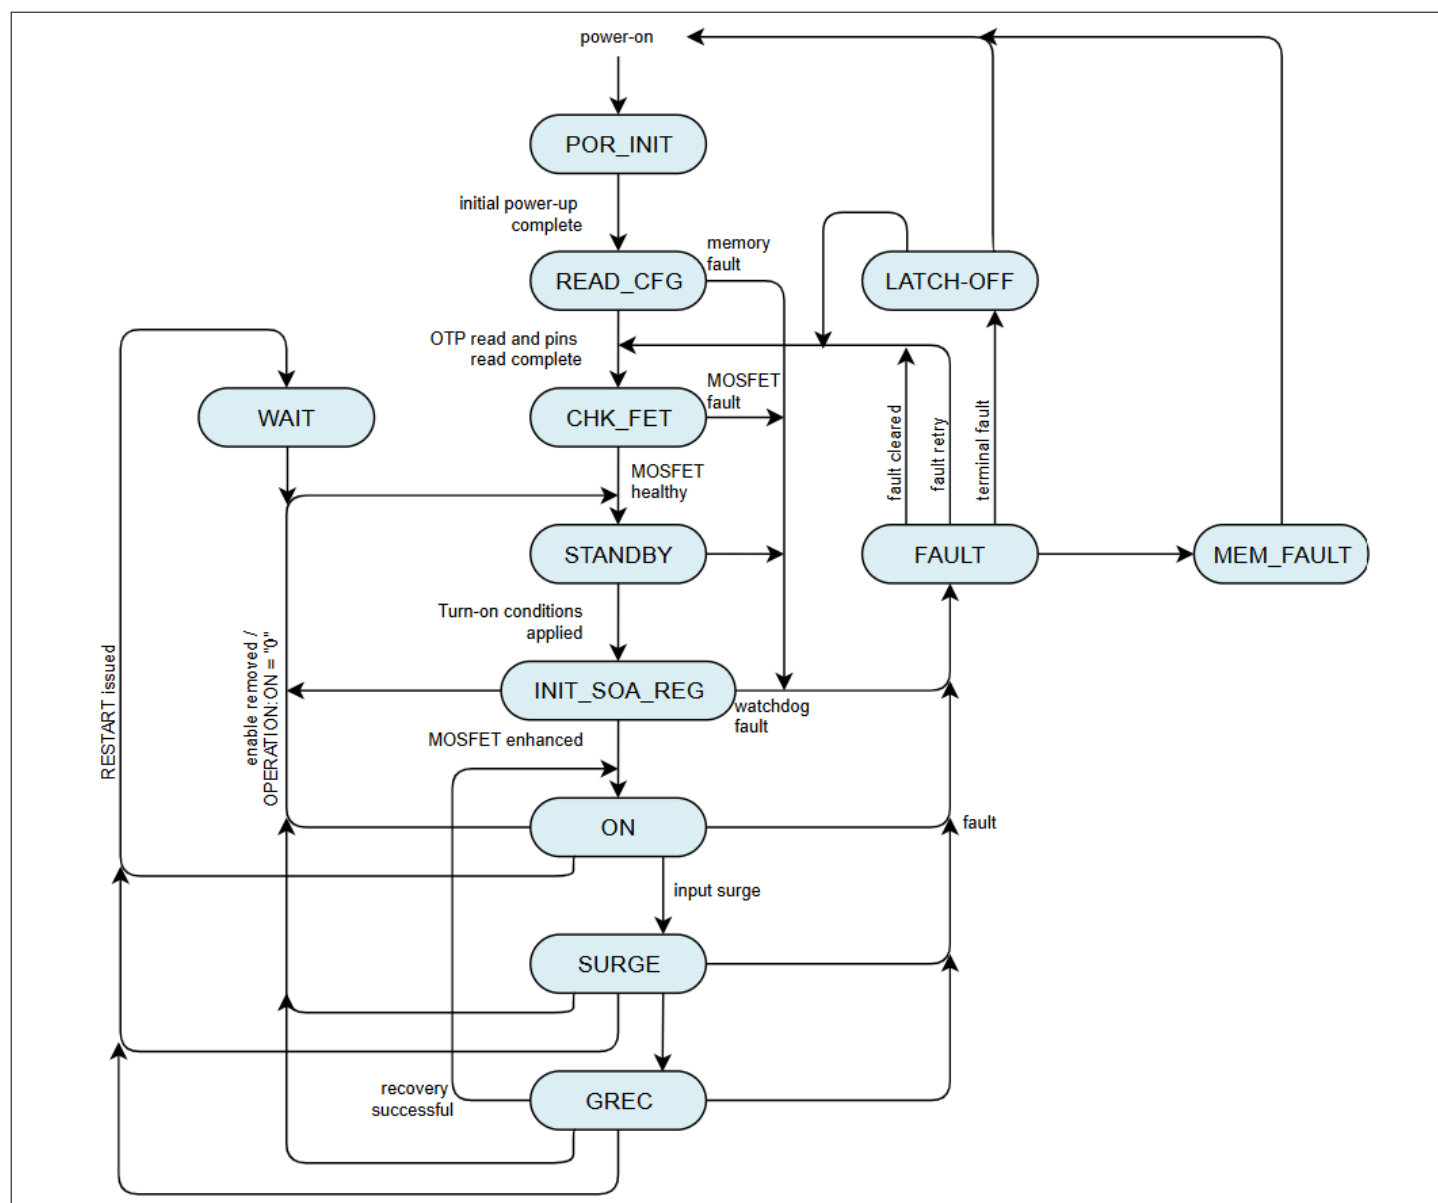 power-on
POR_INIT
initial power-up
complete
memory
fault
READ_CFG
LATCH-OFF
OTP read and pins
read complete
MOSFET
fault
WAIT
CHK_FET
fault cleared
fault retry
terminal fault
MOSFET
healthy
STANDBY
FAULT
MEM_FAULT
Turn-on conditions
applied
RESTART issued
enable removed /
OPERATION:ON = "0"
INIT_SOA_REG
watchdog
fault
MOSFET enhanced
ON
fault
input surge
SURGE
recovery
successful
GREC